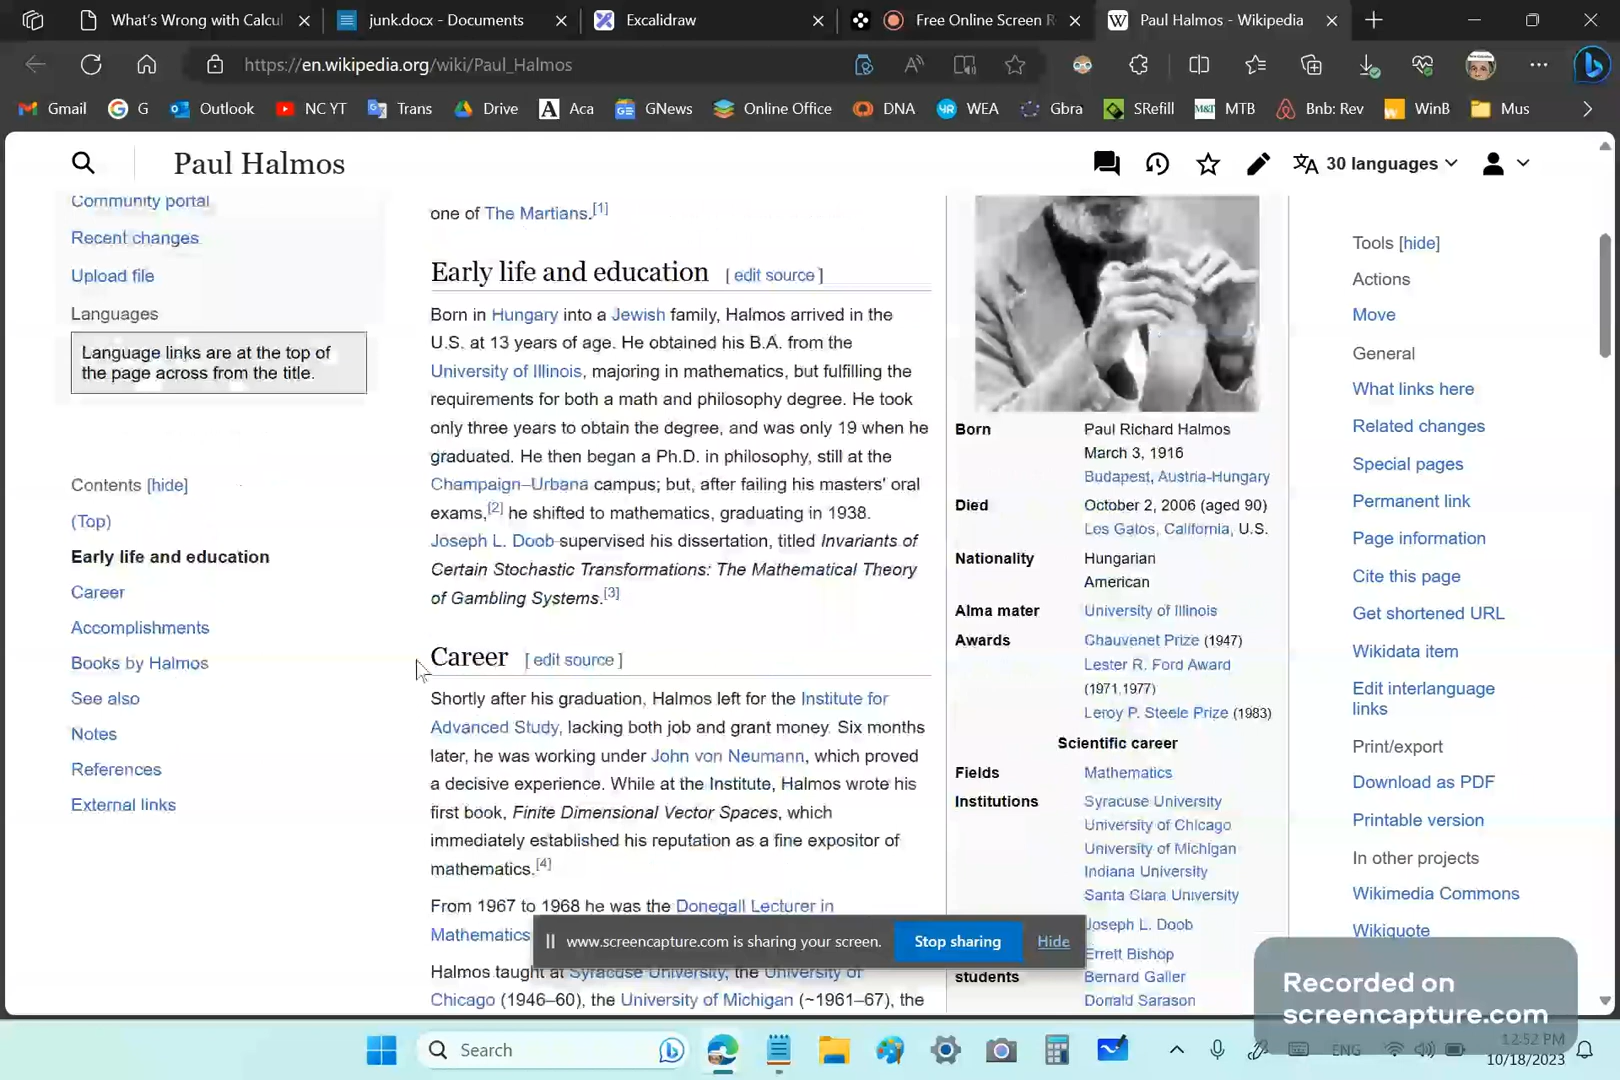 What's Wrong with Calcul
junk.docx - Documents
Excalidraw
Free Online Screen R
Paul Halmos - Wikipedia
https://en.wikipedia.org/wiki/Paul_Halmos
Gmail
G
Outlook
NC YT
Trans
Drive
Aca
GNews
Online Office
DNA
WEA
Gbra
SRefill
MTB
Bnb: Rev
WinB
Mus
Paul Halmos
30 languages
Community portal
Recent changes
Upload file
Languages
Language links are at the top of
the page across from the title.
Contents [hide]
(Top)
Early life and education
Career
Accomplishments
Books by Halmos
See also
Notes
References
External links
one of The Martians.[1]
Early life and education [ edit source ]
Born in Hungary into a Jewish family, Halmos arrived in the
U.S. at 13 years of age. He obtained his B.A. from the
University of Illinois, majoring in mathematics, but fulfilling the
requirements for both a math and philosophy degree. He took
only three years to obtain the degree, and was only 19 when he
graduated. He then began a Ph.D. in philosophy, still at the
Champaign–Urbana campus; but, after failing his masters' oral
exams,[2] he shifted to mathematics, graduating in 1938.
Joseph L. Doob supervised his dissertation, titled Invariants of
Certain Stochastic Transformations: The Mathematical Theory
of Gambling Systems.[3]
Career [ edit source ]
Shortly after his graduation, Halmos left for the Institute for
Advanced Study, lacking both job and grant money. Six months
later, he was working under John von Neumann, which proved
a decisive experience. While at the Institute, Halmos wrote his
first book, Finite Dimensional Vector Spaces, which
immediately established his reputation as a fine expositor of
mathematics.[4]
From 1967 to 1968 he was the Donegall Lecturer in
Mathematics
Halmos taught at Syracuse University, the University of
Chicago (1946–60), the University of Michigan (~1961–67), the
Born Paul Richard Halmos
March 3, 1916
Budapest, Austria-Hungary
Died October 2, 2006 (aged 90)
Los Gatos, California, U.S.
Nationality Hungarian
American
Alma mater University of Illinois
Awards Chauvenet Prize (1947)
Lester R. Ford Award
(1971,1977)
Leroy P. Steele Prize (1983)
Scientific career
Fields Mathematics
Institutions Syracuse University
University of Chicago
University of Michigan
Indiana University
Santa Clara University
Joseph L. Doob
Errett Bishop
students Bernard Galler
Donald Sarason
Tools [hide]
Actions
Move
General
What links here
Related changes
Special pages
Permanent link
Page information
Cite this page
Get shortened URL
Wikidata item
Edit interlanguage
links
Print/export
Download as PDF
Printable version
In other projects
Wikimedia Commons
Wikiquote
www.screencapture.com is sharing your screen.
Stop sharing
Hide
Recorded on
screencapture.com
Search
ENG
12:52 PM
10/18/2023